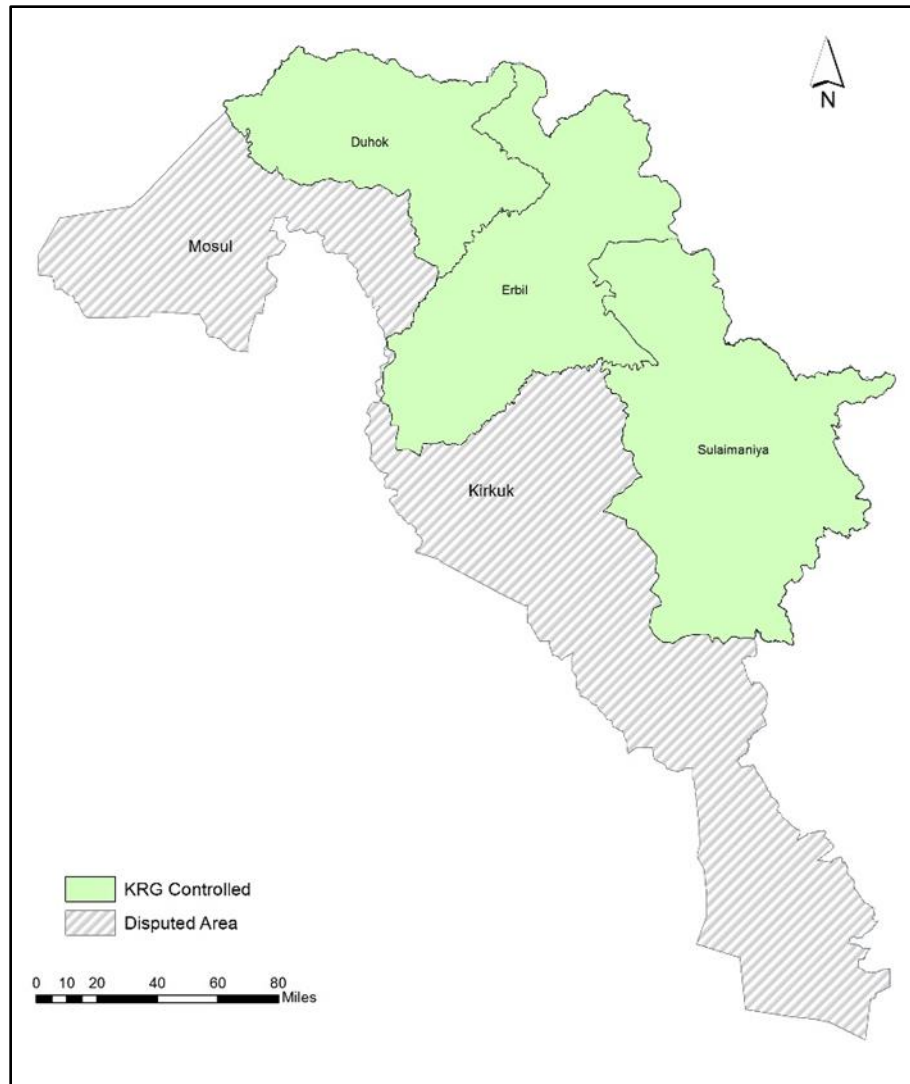 N
Duhok
Mosul
Erbil
Sulaimaniya
Kirkuk
KRG Controlled
Disputed Area
0 10 20 40 60 80
Miles